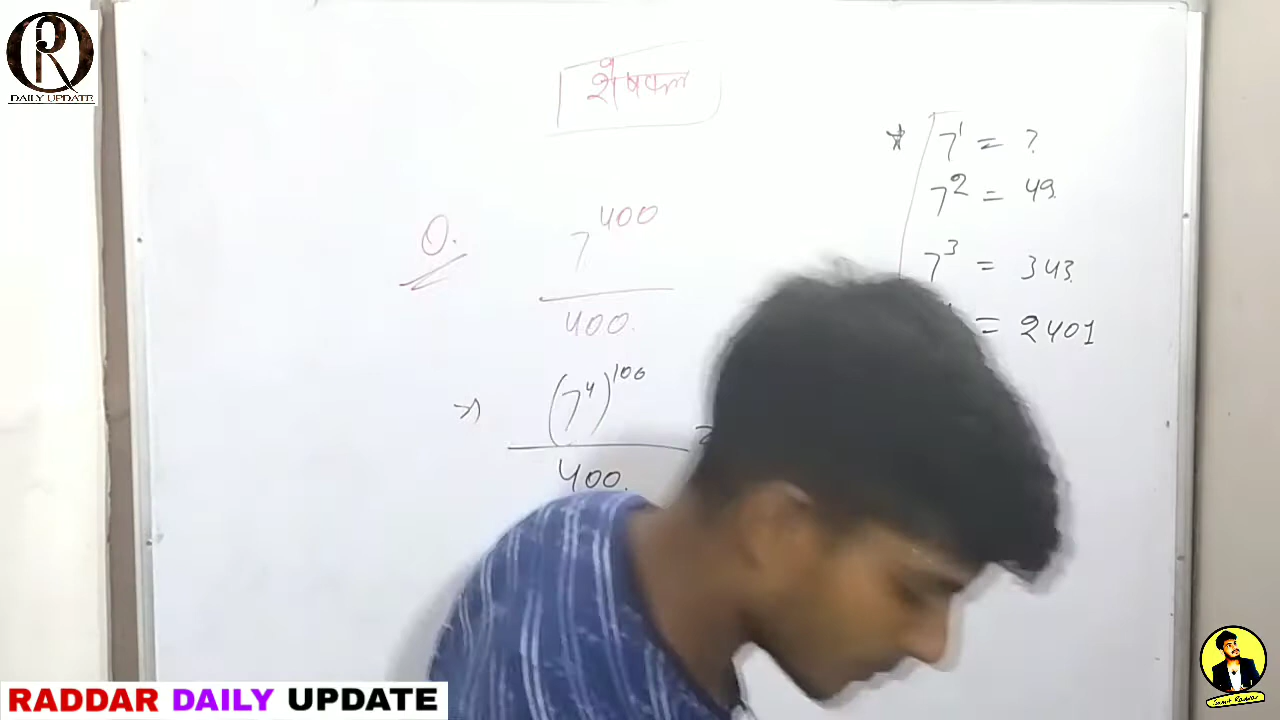 DAILY UPDATE
शेषफल
Q.
7^400
400.
=> (7^4)^100
400.
* 7^1 = ?
7^2 = 49.
7^3 = 343.
= 2401
RADDAR DAILY UPDATE